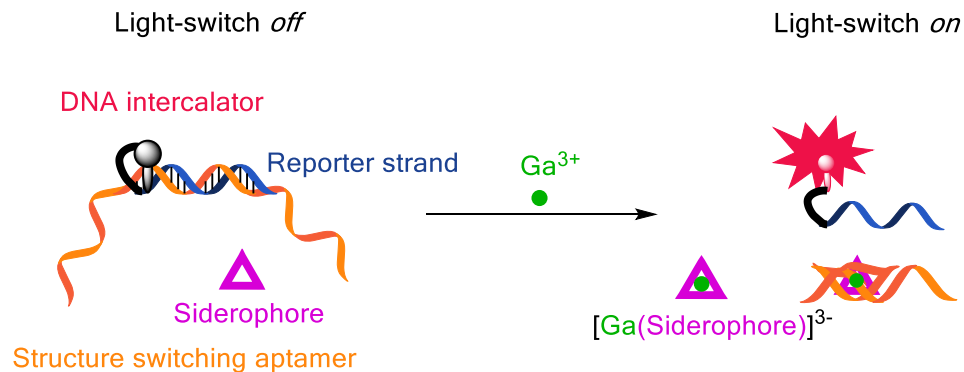 Light-switch off
Light-switch on
DNA intercalator
Reporter strand
Ga³⁺
Siderophore
[Ga(Siderophore)]³⁻
Structure switching aptamer